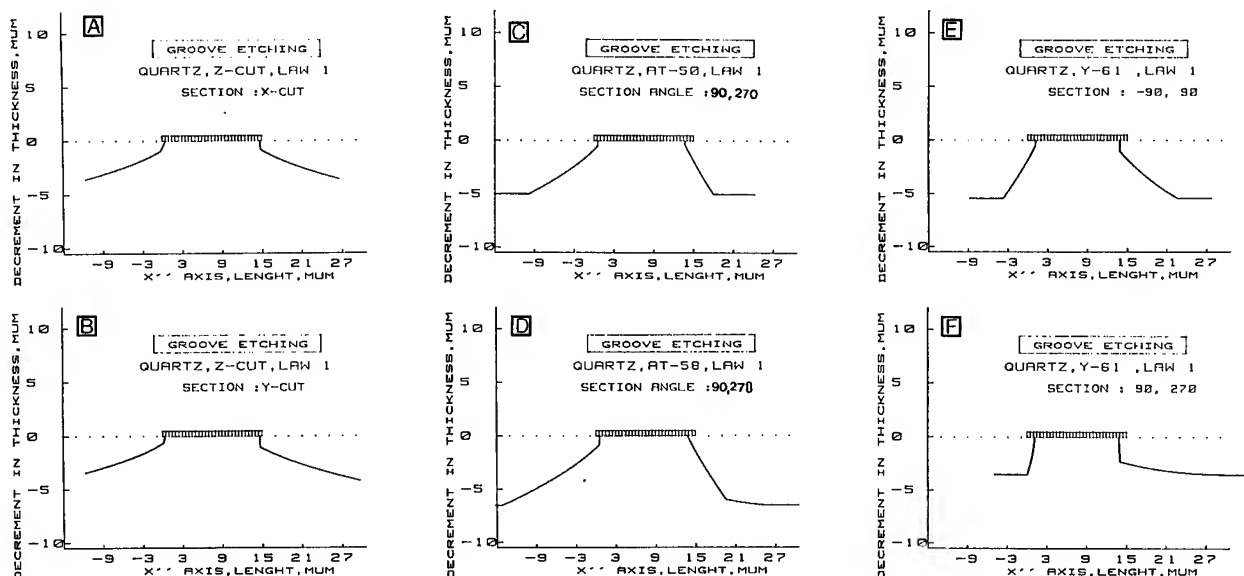 A
DECREMENT IN THICKNESS,MUM
GROOVE ETCHING
QUARTZ,Z-CUT,LAW 1
SECTION :X-CUT
10
5
0
-5
-10
-9 -3 3 9 15 21 27
X'' AXIS,LENGHT,MUM
C
DECREMENT IN THICKNESS,MUM
GROOVE ETCHING
QUARTZ,AT-50,LAW 1
SECTION ANGLE :90,270
10
5
0
-5
-10
-9 -3 3 9 15 21 27
X'' AXIS,LENGHT,MUM
E
DECREMENT IN THICKNESS,MUM
GROOVE ETCHING
QUARTZ,Y-61 ,LAW 1
SECTION : -90, 90
10
5
0
-5
-10
-9 -3 3 9 15 21 27
X'' AXIS,LENGHT,MUM
B
DECREMENT IN THICKNESS,MUM
GROOVE ETCHING
QUARTZ,Z-CUT,LAW 1
SECTION :Y-CUT
10
5
0
-5
-10
-9 -3 3 9 15 21 27
X'' AXIS,LENGHT,MUM
D
DECREMENT IN THICKNESS,MUM
GROOVE ETCHING
QUARTZ,AT-58,LAW 1
SECTION ANGLE :90,270
10
5
0
-5
-10
-9 -3 3 9 15 21 27
X'' AXIS,LENGHT,MUM
F
DECREMENT IN THICKNESS,MUM
GROOVE ETCHING
QUARTZ,Y-61 ,LAW 1
SECTION : 90, 270
10
5
0
-5
-10
-9 -3 3 9 15 21 27
X'' AXIS,LENGHT,MUM